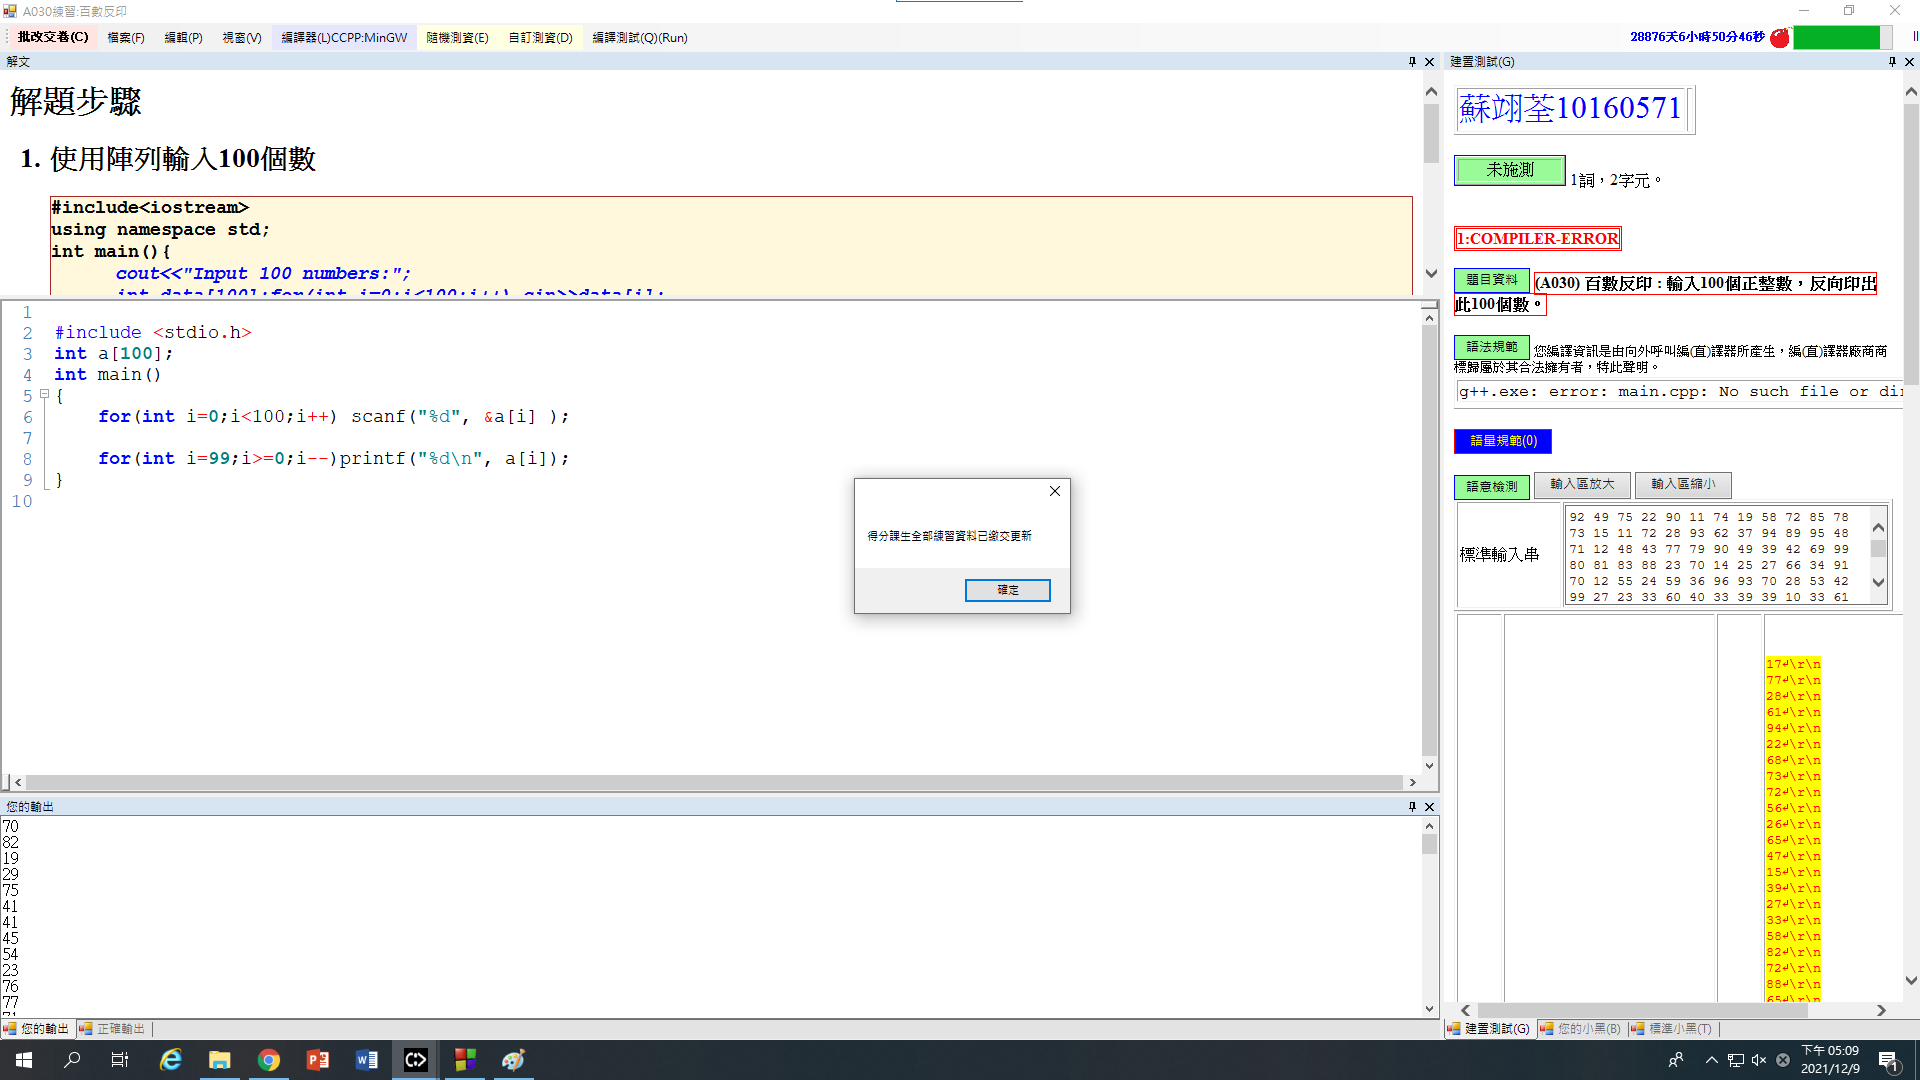 A030練習:百數反印
批改交卷(C) 檔案(F) 編輯(P) 視窗(V) 編譯器(L)CCPP:MinGW 隨機測資(E) 自訂測資(D) 編譯測試(Q)(Run)
28876天6小時50分46秒
解文
解題步驟
1. 使用陣列輸入100個數
#include<iostream>
using namespace std;
int main(){
cout<<"Input 100 numbers:";
int data[100];for(int i=0;i<100;i++) cin>>data[i];
1
2 #include <stdio.h>
3 int a[100];
4 int main()
5 {
6 for(int i=0;i<100;i++) scanf("%d", &a[i] );
7
8 for(int i=99;i>=0;i--)printf("%d\n", a[i]);
9 }
10
得分課生全部練習資料已繳交更新
確定
您的輸出
70
82
19
29
75
41
41
45
54
23
76
77
71
您的輸出 正確輸出
建置測試(G)
蘇翊荃10160571
未施測 1詞，2字元。
1:COMPILER-ERROR
題目資料 (A030) 百數反印 : 輸入100個正整數，反向印出
此100個數。
語法規範 您編譯資訊是由向外呼叫編(直)譯器所產生，編(直)譯器廠商商
標歸屬於其合法擁有者，特此聲明。
g++.exe: error: main.cpp: No such file or dir
語量規範(0)
語意檢測 輸入區放大 輸入區縮小
標準輸入串
92 49 75 22 90 11 74 19 58 72 85 78
73 15 11 72 28 93 62 37 94 89 95 48
71 12 48 43 77 79 90 49 39 42 69 99
80 81 83 88 23 70 14 25 27 66 34 91
70 12 55 24 59 36 96 93 70 28 53 42
99 27 23 33 60 40 33 39 39 10 33 61
17↲\r\n
77↲\r\n
28↲\r\n
61↲\r\n
94↲\r\n
22↲\r\n
68↲\r\n
73↲\r\n
72↲\r\n
56↲\r\n
26↲\r\n
65↲\r\n
47↲\r\n
15↲\r\n
39↲\r\n
27↲\r\n
33↲\r\n
58↲\r\n
82↲\r\n
72↲\r\n
88↲\r\n
65↲\r\n
建置測試(G) 您的小黑(B) 標準小黑(T)
下午 05:09
2021/12/9
1